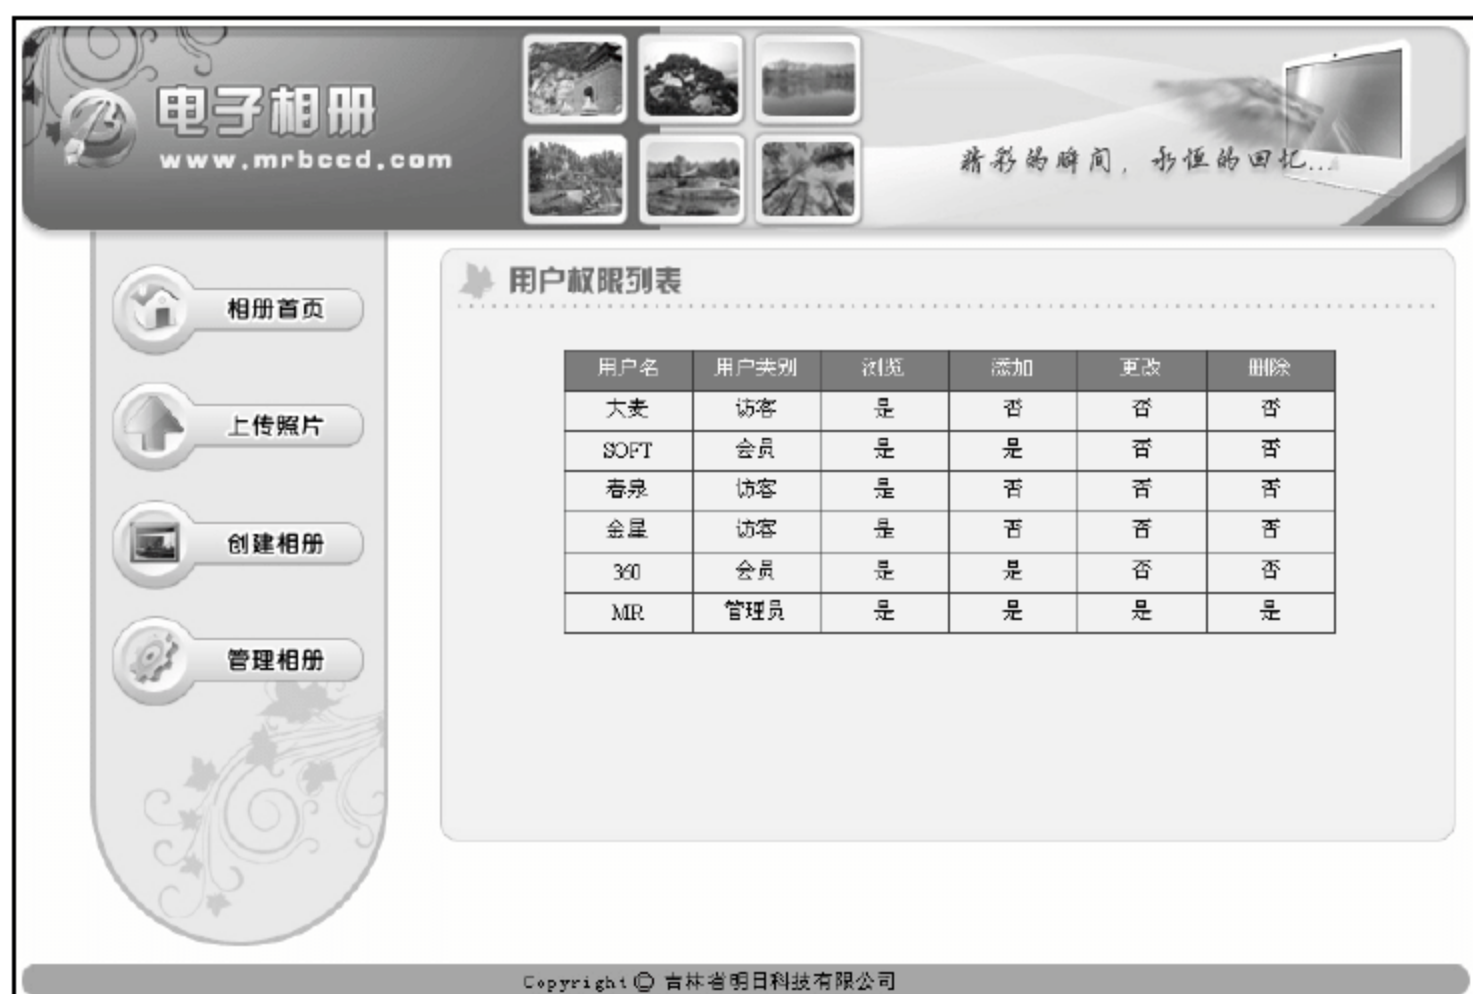 电子相册
www.mrbccd.com
精彩的瞬间，永恒的回忆...
相册首页
上传照片
创建相册
管理相册
用户权限列表
用户名 用户类别 浏览 添加 更改 删除
大麦 访客 是 否 否 否
SOFT 会员 是 是 否 否
春泉 访客 是 否 否 否
金星 访客 是 否 否 否
360 会员 是 是 否 否
MR 管理员 是 是 是 是
Copyright © 吉林省明日科技有限公司